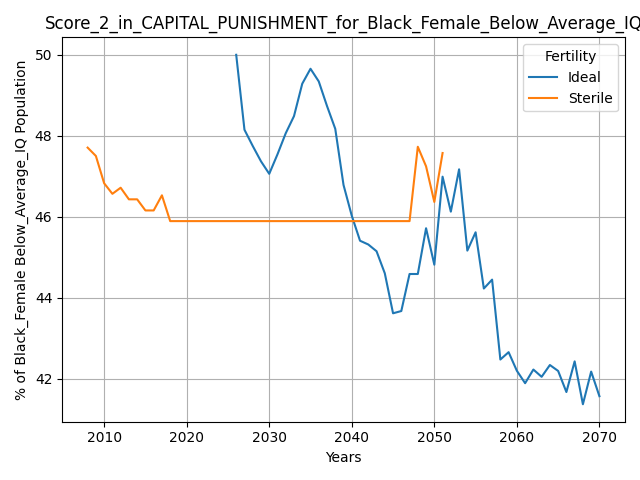 Score_2_in_CAPITAL_PUNISHMENT_for_Black_Female_Below_Average_IQ
% of Black_Female Below_Average_IQ Population
50
48
46
44
42
Fertility
Ideal
Sterile
2010 2020 2030 2040 2050 2060 2070
Years